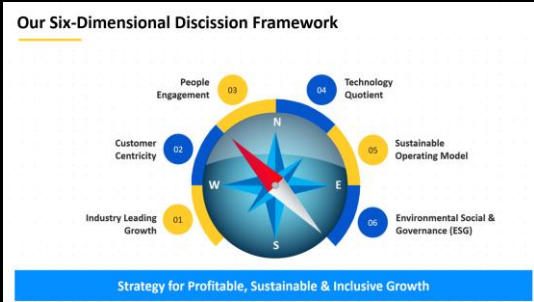 Our Six-Dimensional Discission Framework
People
Engagement
03
04
Technology
Quotient
Customer
Centricity
02
05
Sustainable
Operating Model
Industry Leading
Growth
01
06
Environmental Social &
Governance (ESG)
N
W
E
S
Strategy for Profitable, Sustainable & Inclusive Growth